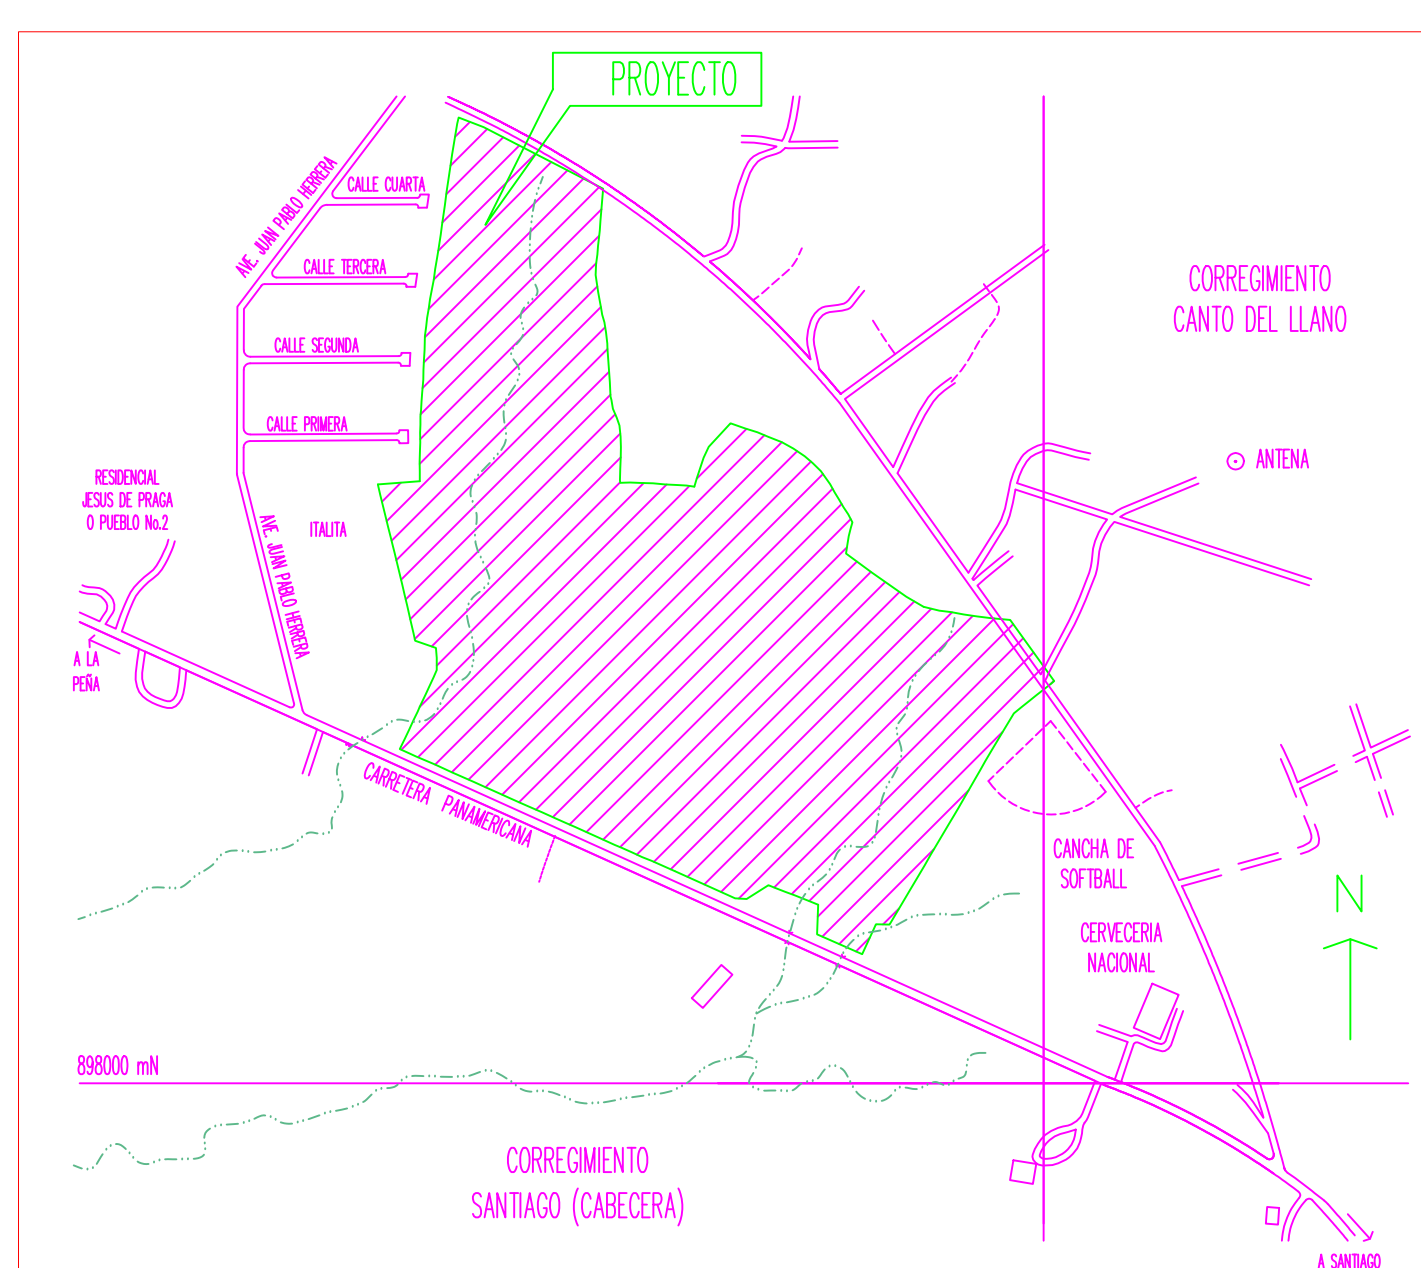 PROYECTO
AVE. JUAN PABLO HERRERA
CALLE CUARTA
CALLE TERCERA
CALLE SEGUNDA
CALLE PRIMERA
CORREGIMIENTO
CANTO DEL LLANO
ANTENA
RESIDENCIAL
JESUS DE PRAGA
O PUEBLO No.2
ITALITA
AVE. JUAN PABLO HERRERA
A LA
PEÑA
CARRETERA PANAMERICANA
CANCHA DE
SOFTBALL
N
CERVECERIA
NACIONAL
898000 mN
CORREGIMIENTO
SANTIAGO (CABECERA)
A SANTIAGO